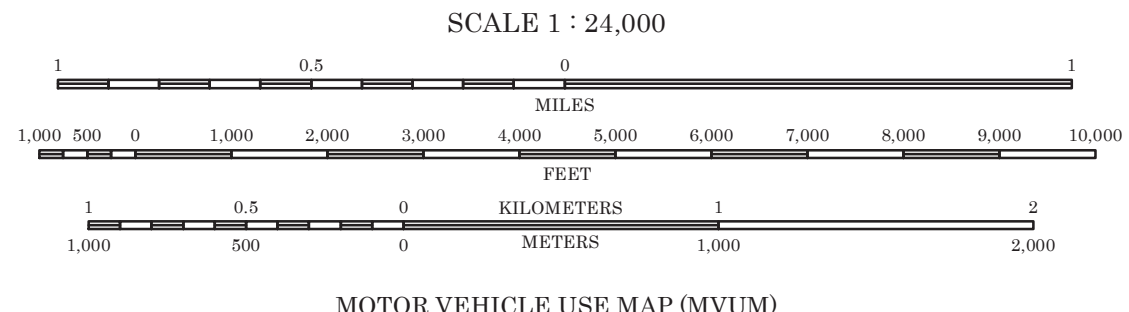 SCALE 1 : 24,000
1 0.5 0 1
MILES
1,000 500 0 1,000 2,000 3,000 4,000 5,000 6,000 7,000 8,000 9,000 10,000
FEET
1 0.5 0 KILOMETERS 1 2
1,000 500 0 METERS 1,000 2,000
MOTOR VEHICLE USE MAP (MVUM)